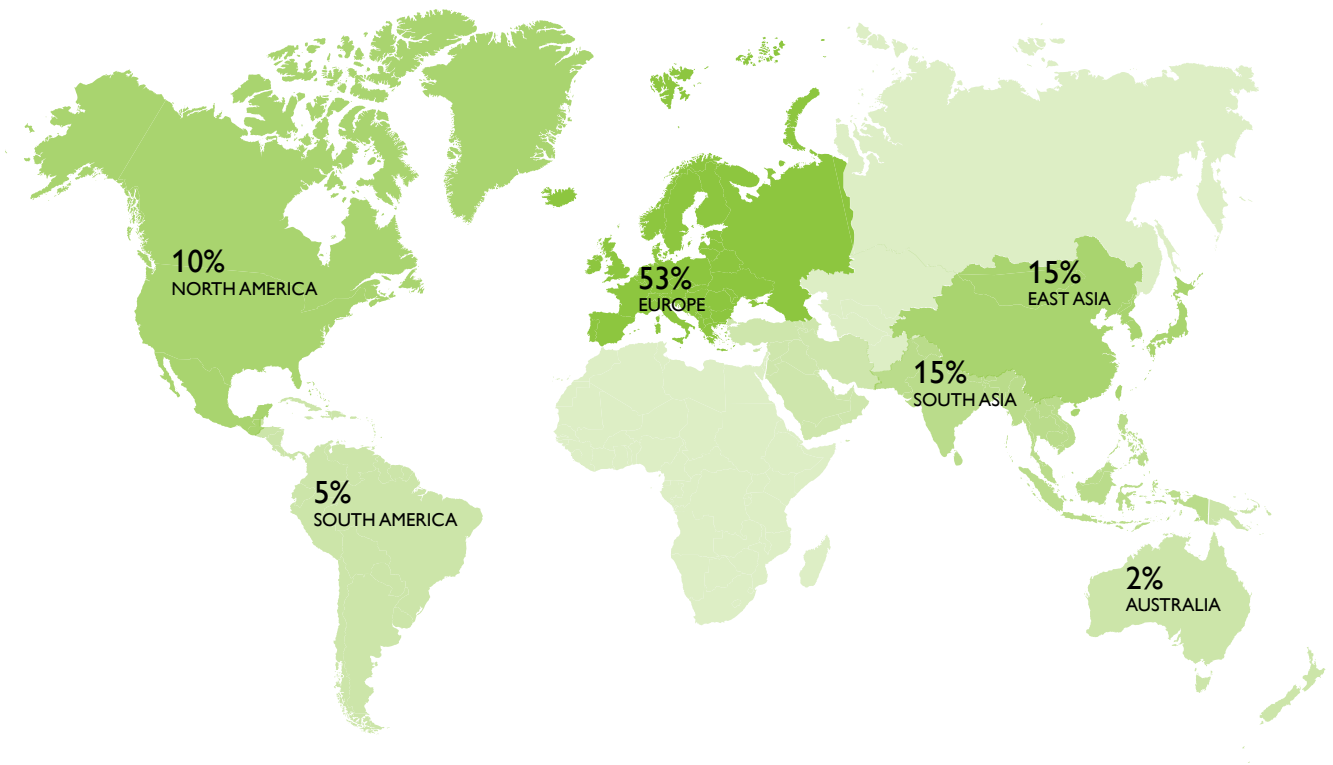 10%
NORTH AMERICA
53%
EUROPE
15%
EAST ASIA
15%
SOUTH ASIA
5%
SOUTH AMERICA
2%
AUSTRALIA